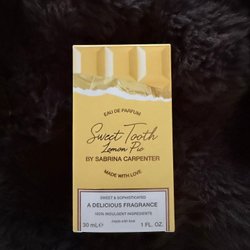 EAU DE PARFUM
Sweet Tooth
Lemon Pie
BY SABRINA CARPENTER
MADE WITH LOVE
SWEET & SOPHISTICATED
A DELICIOUS FRAGRANCE
100% INDULGENT INGREDIENTS
30 mL
1 FL. OZ.